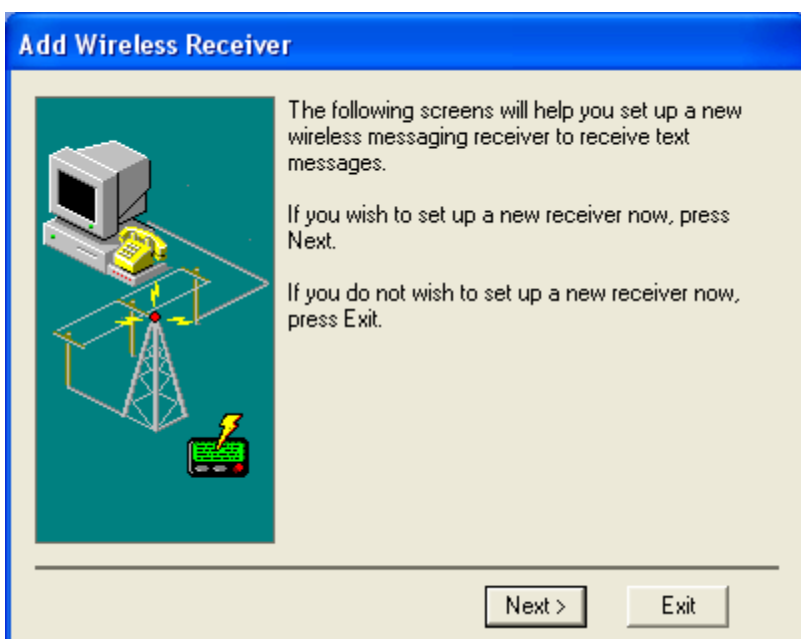 Add Wireless Receiver
The following screens will help you set up a new
wireless messaging receiver to receive text
messages.
If you wish to set up a new receiver now, press
Next.
If you do not wish to set up a new receiver now,
press Exit.
Next >
Exit